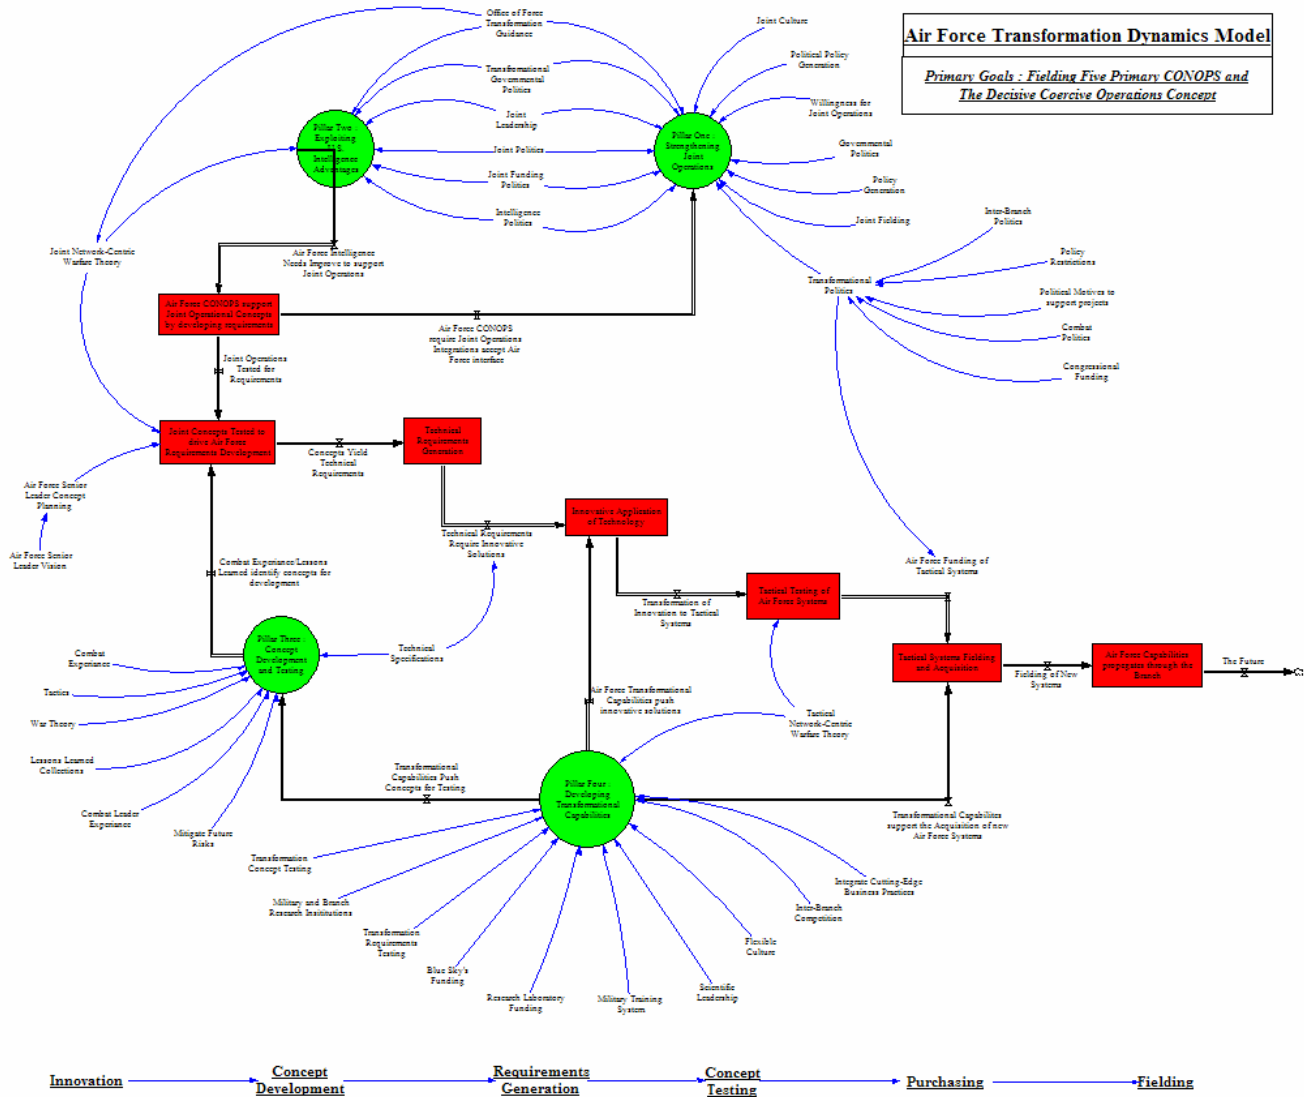 Air Force Transformation Dynamics Model
Primary Goals : Fielding Five Primary CONOPS and
The Decisive Coercive Operations Concept
Office of Force
Transformation
Guidance
Joint Culture
Political Policy
Generation
Transformational
Governmental
Politics
Willingness for
Joint Operations
Joint
Leadership
Pillar Two :
Exploiting
U.S.
Intelligence
Advantages
Pillar One :
Strengthening
Joint
Operations
Joint Politics
Governmental
Politics
Joint Funding
Politics
Policy
Generation
Intelligence
Politics
Joint Fielding
Inter-Branch
Politics
Joint Network-Centric
Warfare Theory
Air Force Intelligence
Needs Improve to support
Joint Operations
Policy
Restrictions
Transformational
Politics
Political Motives to
support projects
Air Force CONOPS support
Joint Operational Concepts
by developing requirements
Air Force CONOPS
require Joint Operations
Integrations accept Air
Force interface
Combat
Politics
Congressional
Funding
Joint Operations
Tested for
Requirements
Joint Concepts Tested to
drive Air Force
Requirements Development
Concepts Yield
Technical
Requirements
Technical
Requirements
Generation
Air Force Senior
Leader Concept
Planning
Air Force Senior
Leader Vision
Innovative Application
of Technology
Technical Requirements
Require Innovative
Solutions
Air Force Funding of
Tactical Systems
Combat Experience/Lessons
Learned identify concepts for
development
Tactical Testing of
Air Force Systems
Transformation of
Innovation to Tactical
Systems
Pillar Three :
Concept
Development
and Testing
Technical
Specifications
Tactical Systems Fielding
and Acquisition
Fielding of New
Systems
Air Force Capabilities
propagates through the
Branch
The Future
Combat
Experiance
Tactics
War Theory
Lessons Learned
Collections
Combat Leader
Experiance
Mitigate Future
Risks
Air Force Transformational
Capabilities push
innovative solutions
Tactical
Network-Centric
Warfare Theory
Transformational
Capabilities Push
Concepts for Testing
Pillar Four :
Developing
Transformational
Capabilities
Transformational Capabilites
support the Acquisition of new
Air Force Systems
Transformation
Concept Testing
Military and Branch
Research Insititutions
Transformation
Requirements
Testing
Blue Sky's
Funding
Research Laboratory
Funding
Military Training
System
Scientific
Leadership
Flexible
Culture
Inter-Branch
Competition
Integrate Cutting-Edge
Business Practices
Innovation
Concept
Development
Requirements
Generation
Concept
Testing
Purchasing
Fielding